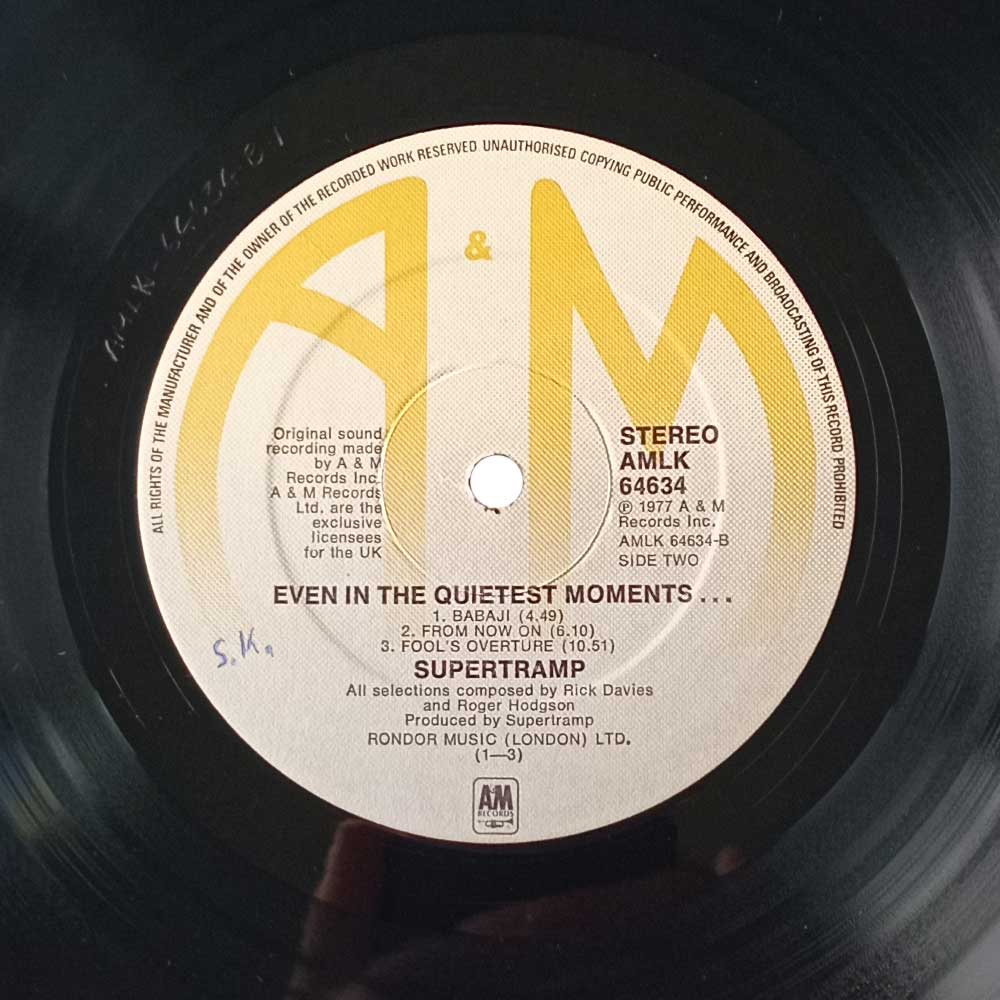 ALL RIGHTS OF THE MANUFACTURER AND OF THE OWNER OF THE RECORDED WORK RESERVED UNAUTHORISED COPYING PUBLIC PERFORMANCE AND BROADCASTING OF THIS RECORD PROHIBITED
A & M
Original sound
recording made
by A & M
Records Inc.
A & M Records
Ltd. are the
exclusive
licensees
for the UK
STEREO
AMLK
64634
℗ 1977 A & M
Records Inc.
AMLK 64634-B
SIDE TWO
EVEN IN THE QUIETEST MOMENTS...
1. BABAJI (4.49)
2. FROM NOW ON (6.10)
3. FOOL'S OVERTURE (10.51)
SUPERTRAMP
All selections composed by Rick Davies
and Roger Hodgson
Produced by Supertramp
RONDOR MUSIC (LONDON) LTD.
(1—3)
S.K.
A&M
RECORDS
AMLK-64634-B1